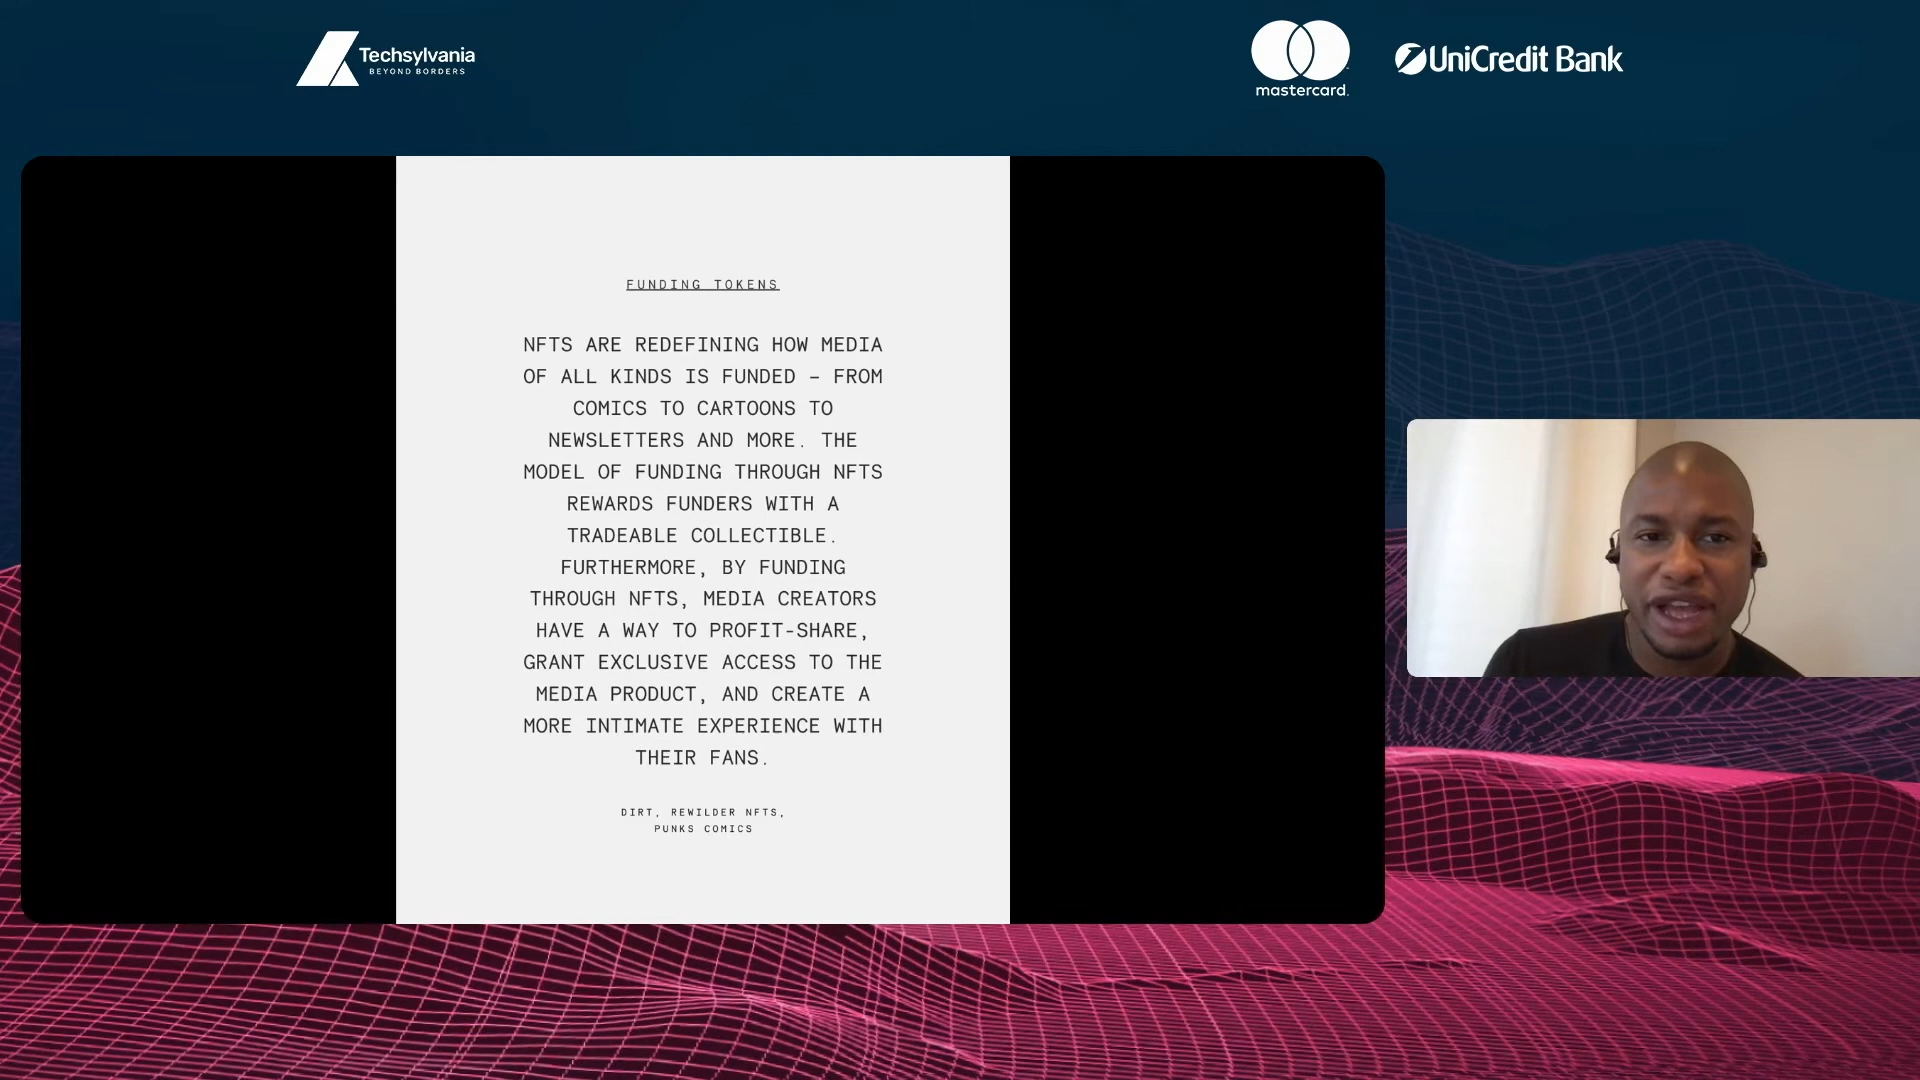 Techsylvania
BEYOND BORDERS
mastercard.
UniCredit Bank
FUNDING TOKENS
NFTS ARE REDEFINING HOW MEDIA
OF ALL KINDS IS FUNDED – FROM
COMICS TO CARTOONS TO
NEWSLETTERS AND MORE. THE
MODEL OF FUNDING THROUGH NFTS
REWARDS FUNDERS WITH A
TRADEABLE COLLECTIBLE.
FURTHERMORE, BY FUNDING
THROUGH NFTS, MEDIA CREATORS
HAVE A WAY TO PROFIT-SHARE,
GRANT EXCLUSIVE ACCESS TO THE
MEDIA PRODUCT, AND CREATE A
MORE INTIMATE EXPERIENCE WITH
THEIR FANS.
DIRT, REWILDER NFTS,
PUNKS COMICS